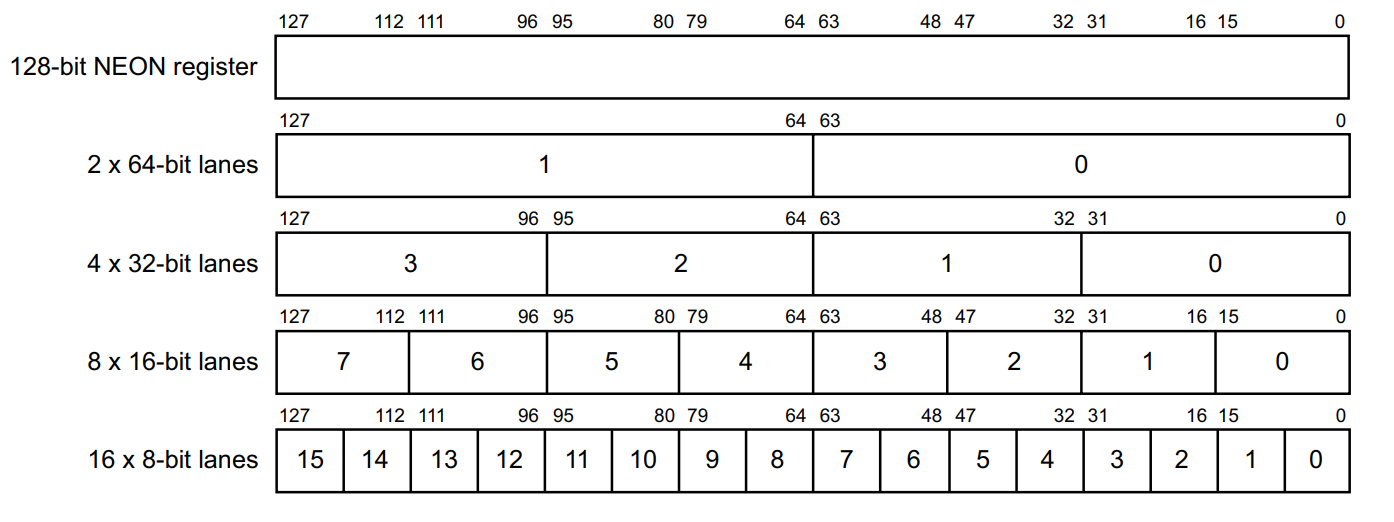 127 112 111 96 95 80 79 64 63 48 47 32 31 16 15 0
128-bit NEON register
127 64 63 0
2 x 64-bit lanes 1 0
127 96 95 64 63 32 31 0
4 x 32-bit lanes 3 2 1 0
127 112 111 96 95 80 79 64 63 48 47 32 31 16 15 0
8 x 16-bit lanes 7 6 5 4 3 2 1 0
127 112 111 96 95 80 79 64 63 48 47 32 31 16 15 0
16 x 8-bit lanes 15 14 13 12 11 10 9 8 7 6 5 4 3 2 1 0